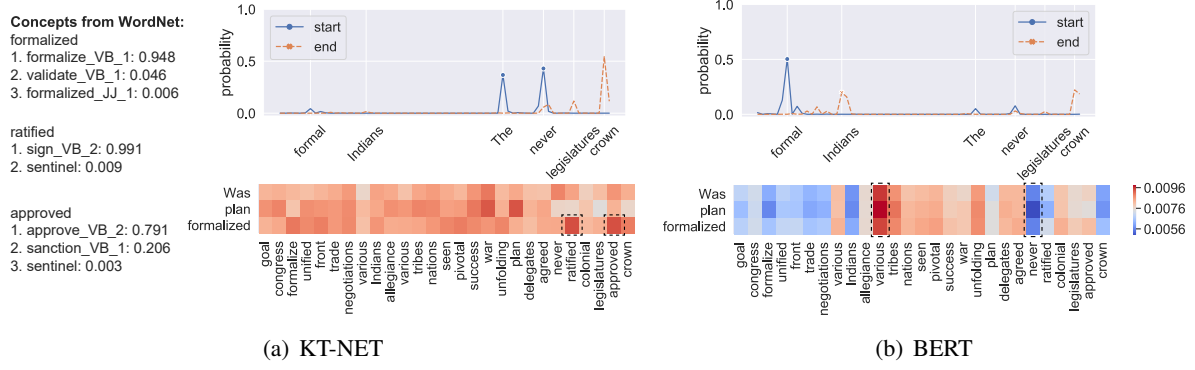 Concepts from WordNet:
formalized
1. formalize_VB_1: 0.948
2. validate_VB_1: 0.046
3. formalized_JJ_1: 0.006
ratified
1. sign_VB_2: 0.991
2. sentinel: 0.009
approved
1. approve_VB_2: 0.791
2. sanction_VB_1: 0.206
3. sentinel: 0.003
probability
1.0
0.5
0.0
start
end
formal
Indians
The
never
legislatures
crown
Was
plan
formalized
goal
congress
formalize
unified
front
trade
negotiations
various
Indians
allegiance
various
tribes
nations
seen
pivotal
success
war
unfolding
plan
delegates
agreed
never
ratified
colonial
legislatures
approved
crown
(a) KT-NET
probability
1.0
0.5
0.0
start
end
formal
Indians
The
never
legislatures
crown
Was
plan
formalized
goal
congress
formalize
unified
front
trade
negotiations
various
Indians
allegiance
various
tribes
nations
seen
pivotal
success
war
unfolding
plan
delegates
agreed
never
ratified
colonial
legislatures
approved
crown
0.0096
0.0076
0.0056
(b) BERT